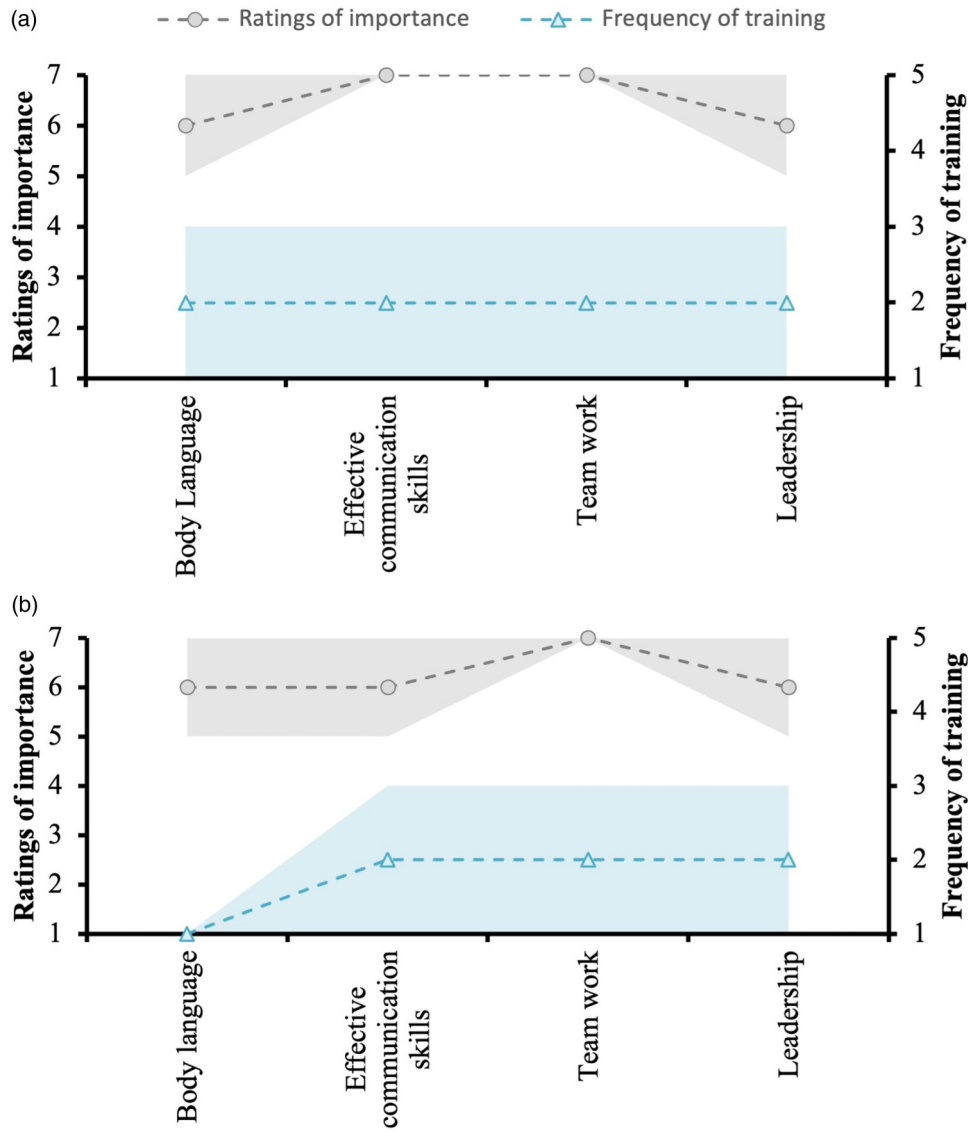 (a)
Ratings of importance
Frequency of training
Ratings of importance
7
6
5
4
3
2
1
Frequency of training
5
4
3
2
1
Body Language
Effective
communication
skills
Team work
Leadership
(b)
Ratings of importance
7
6
5
4
3
2
1
Frequency of training
5
4
3
2
1
Body language
Effective
communication
skills
Team work
Leadership